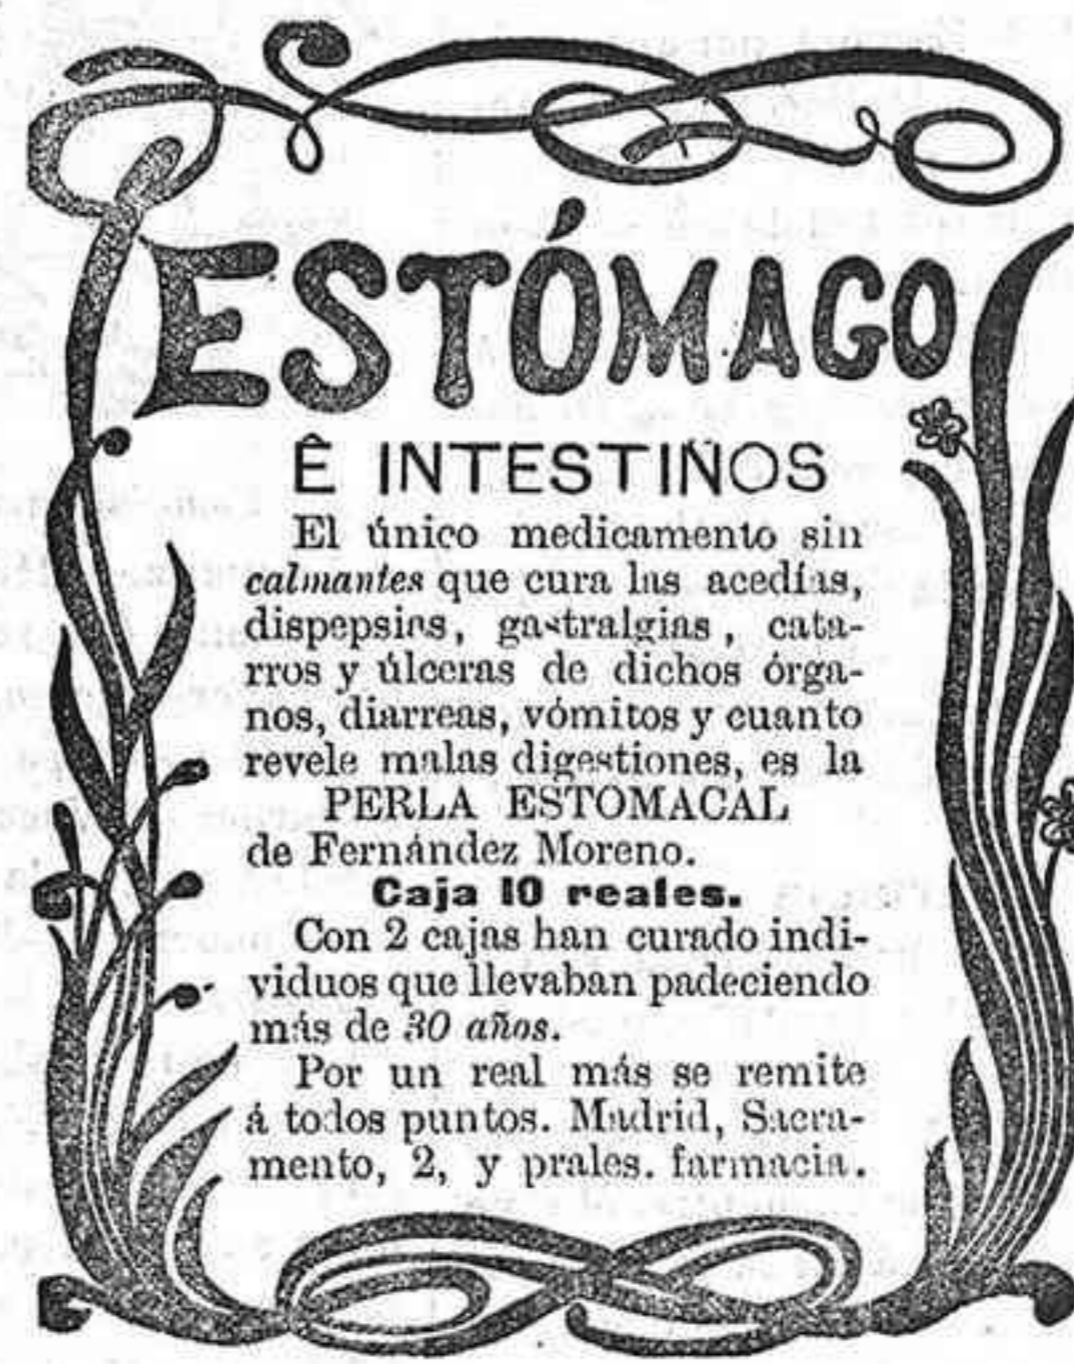 ESTÓMAGO
Ê INTESTIÑOS
El único medicamento sin
calmantes que cura las acedías,
dispepsias, gastralgias, cata-
rros y úlceras de dichos órga-
nos, diarreas, vómitos y cuanto
revele malas digestiones, es la
PERLA ESTOMACAL
de Fernández Moreno.
Caja 10 reales.
Con 2 cajas han curado indi-
viduos que llevaban padeciendo
más de 30 años.
Por un real más se remite
á todos puntos. Madrid, Sacra-
mento, 2, y prales. farmacia.